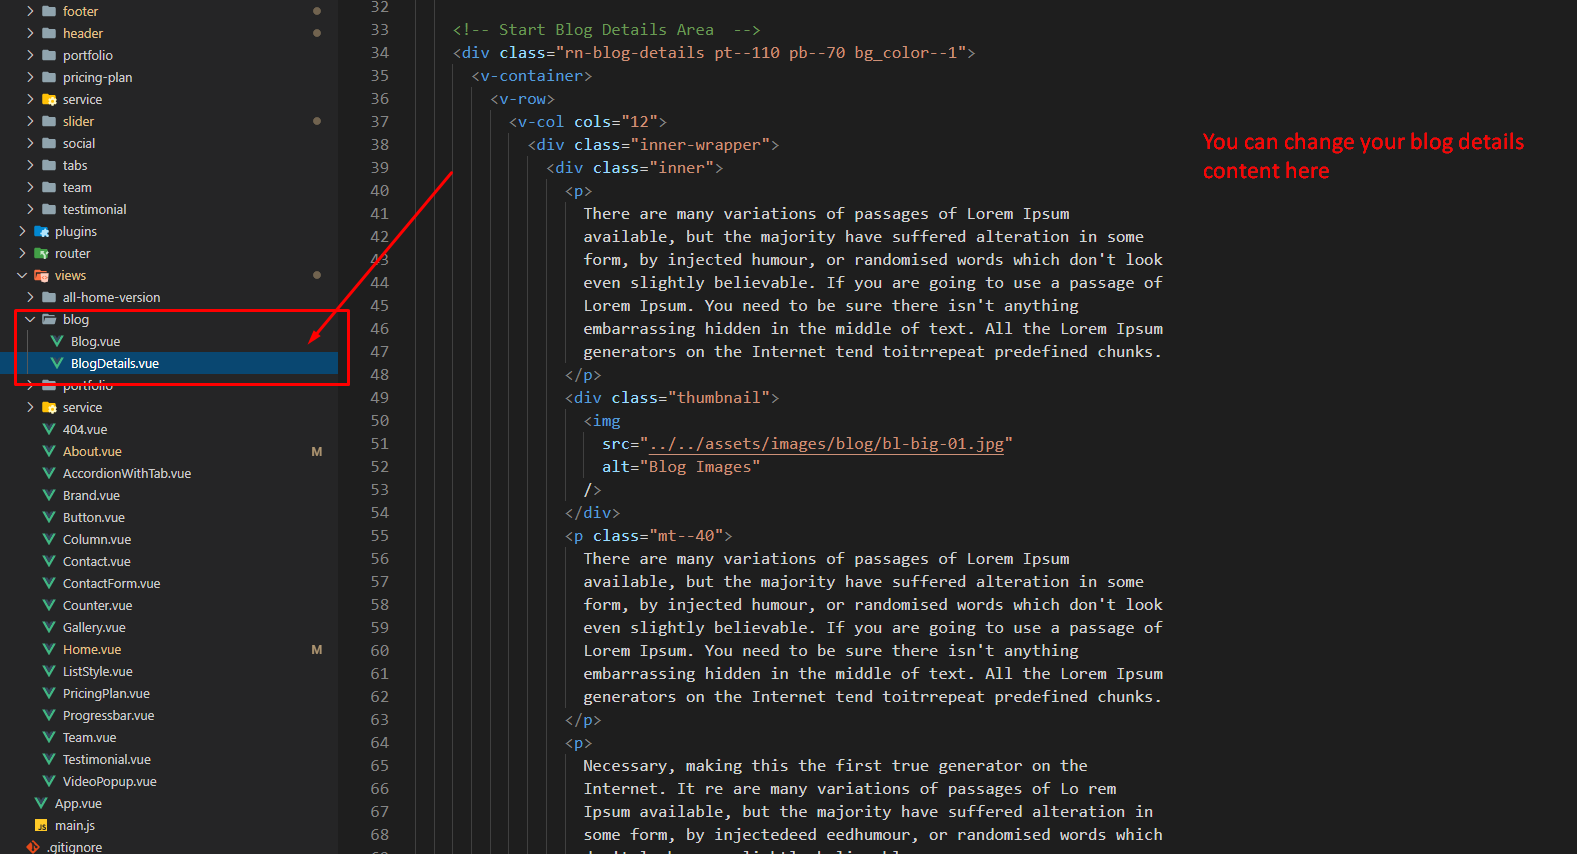 footer
header
portfolio
pricing-plan
service
slider
social
tabs
team
testimonial
plugins
router
views
all-home-version
blog
Blog.vue
BlogDetails.vue
portfolio
service
404.vue
About.vue M
AccordionWithTab.vue
Brand.vue
Button.vue
Column.vue
Contact.vue
ContactForm.vue
Counter.vue
Gallery.vue
Home.vue M
ListStyle.vue
PricingPlan.vue
Progressbar.vue
Team.vue
Testimonial.vue
VideoPopup.vue
App.vue
JS main.js
.gitignore
32
33 <!-- Start Blog Details Area  -->
34 <div class="rn-blog-details pt--110 pb--70 bg_color--1">
35 <v-container>
36 <v-row>
37 <v-col cols="12">
38 <div class="inner-wrapper">
39 <div class="inner">
40 <p>
41 There are many variations of passages of Lorem Ipsum
42 available, but the majority have suffered alteration in some
43 form, by injected humour, or randomised words which don't look
44 even slightly believable. If you are going to use a passage of
45 Lorem Ipsum. You need to be sure there isn't anything
46 embarrassing hidden in the middle of text. All the Lorem Ipsum
47 generators on the Internet tend toitrrepeat predefined chunks.
48 </p>
49 <div class="thumbnail">
50 <img
51 src="../../assets/images/blog/bl-big-01.jpg"
52 alt="Blog Images"
53 />
54 </div>
55 <p class="mt--40">
56 There are many variations of passages of Lorem Ipsum
57 available, but the majority have suffered alteration in some
58 form, by injected humour, or randomised words which don't look
59 even slightly believable. If you are going to use a passage of
60 Lorem Ipsum. You need to be sure there isn't anything
61 embarrassing hidden in the middle of text. All the Lorem Ipsum
62 generators on the Internet tend toitrrepeat predefined chunks.
63 </p>
64 <p>
65 Necessary, making this the first true generator on the
66 Internet. It re are many variations of passages of Lo rem
67 Ipsum available, but the majority have suffered alteration in
68 some form, by injectedeed eedhumour, or randomised words which
You can change your blog details
content here